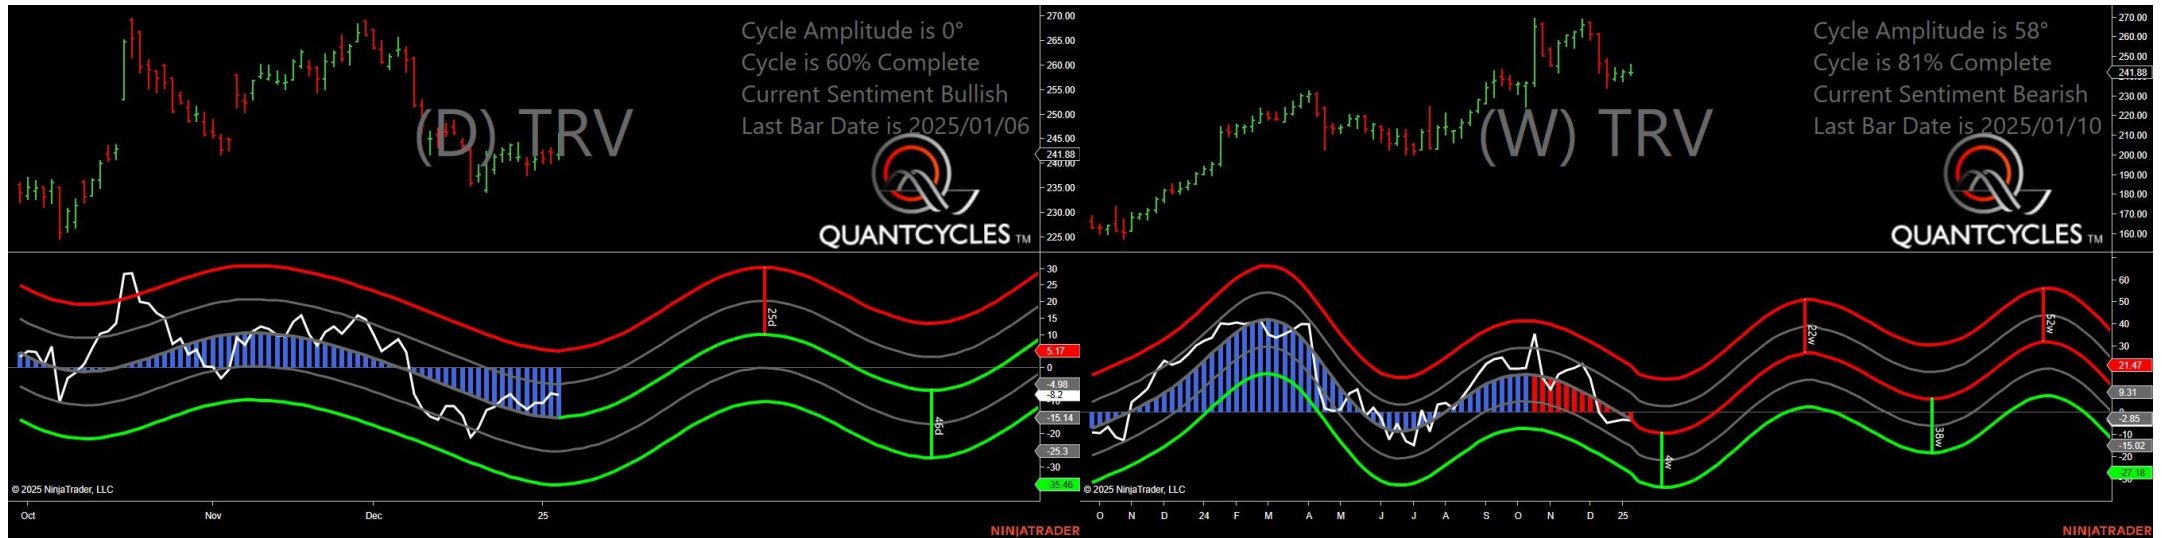 Cycle Amplitude is 0°
Cycle is 60% Complete
Current Sentiment Bullish
Last Bar Date is 2025/01/06
(D) TRV
QUANTCYCLES TM
270.00
265.00
260.00
255.00
250.00
245.00
241.88
240.00
235.00
230.00
225.00
30
25
20
15
10
5.17
0
-4.98
-8.2
-15.14
-20
-25.3
-30
-35.46
25d
46d
© 2025 NinjaTrader, LLC
Oct
Nov
Dec
25
NINJATRADER
Cycle Amplitude is 58°
Cycle is 81% Complete
Current Sentiment Bearish
Last Bar Date is 2025/01/10
(W) TRV
QUANTCYCLES TM
270.00
260.00
250.00
241.88
230.00
220.00
210.00
200.00
190.00
180.00
170.00
160.00
60
50
40
30
21.47
9.31
-2.85
-10
-15.02
-20
-27.18
4w
22w
38w
52w
© 2025 NinjaTrader, LLC
O
N
D
24
F
M
A
M
J
J
A
S
O
N
D
25
NINJATRADER